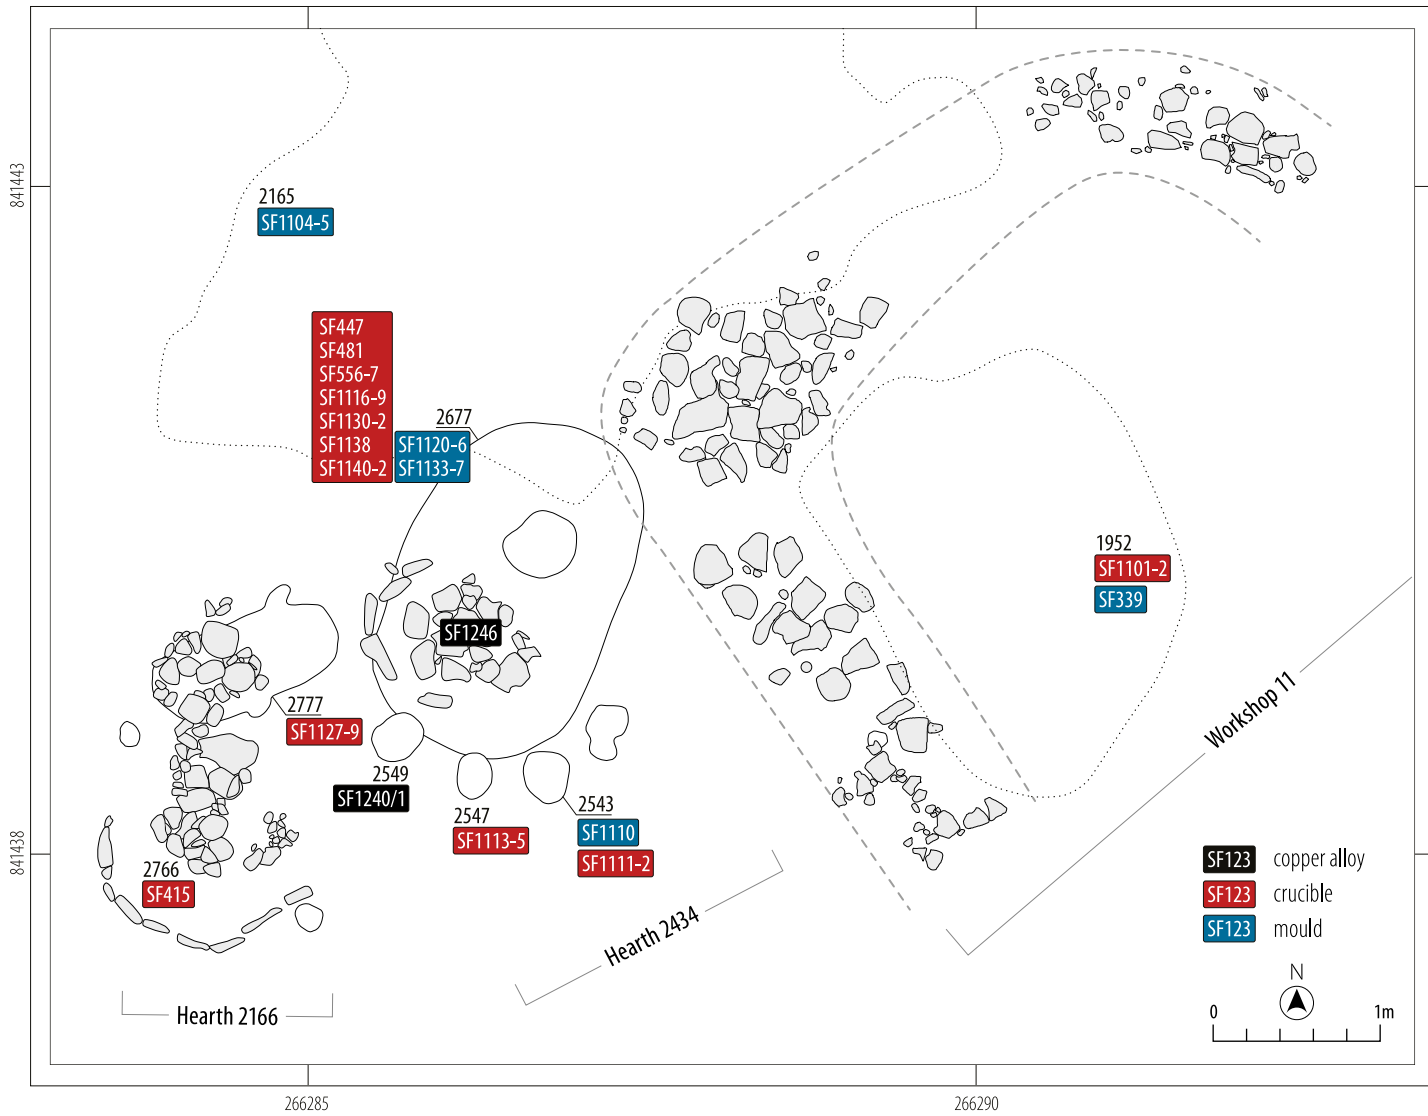 841443
2165
SF1104-5
SF447
SF481
SF556-7
SF1116-9
SF1130-2
SF1138
SF1140-2
2677
SF1120-6
SF1133-7
1952
SF1101-2
SF339
SF1246
2777
SF1127-9
2549
SF1240/1
2547
SF1113-5
2543
SF1110
SF1111-2
Workshop 11
841438
2766
SF415
Hearth 2434
Hearth 2166
SF123 copper alloy
SF123 crucible
SF123 mould
N
0 1m
266285
266290